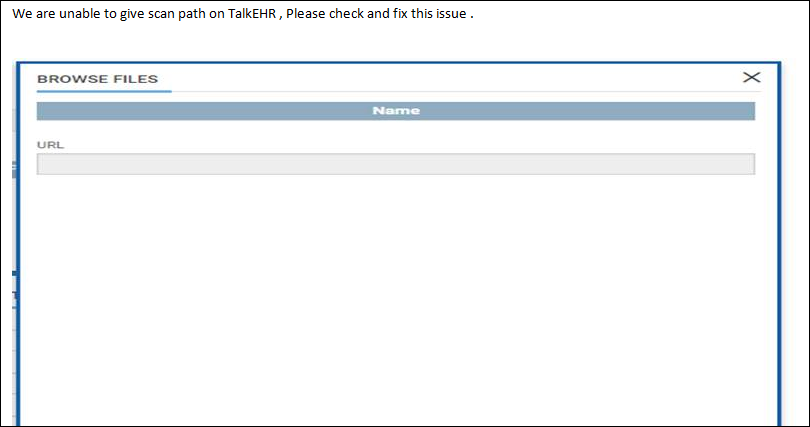 We are unable to give scan path on TalkEHR , Please check and fix this issue .
BROWSE FILES
Name
URL